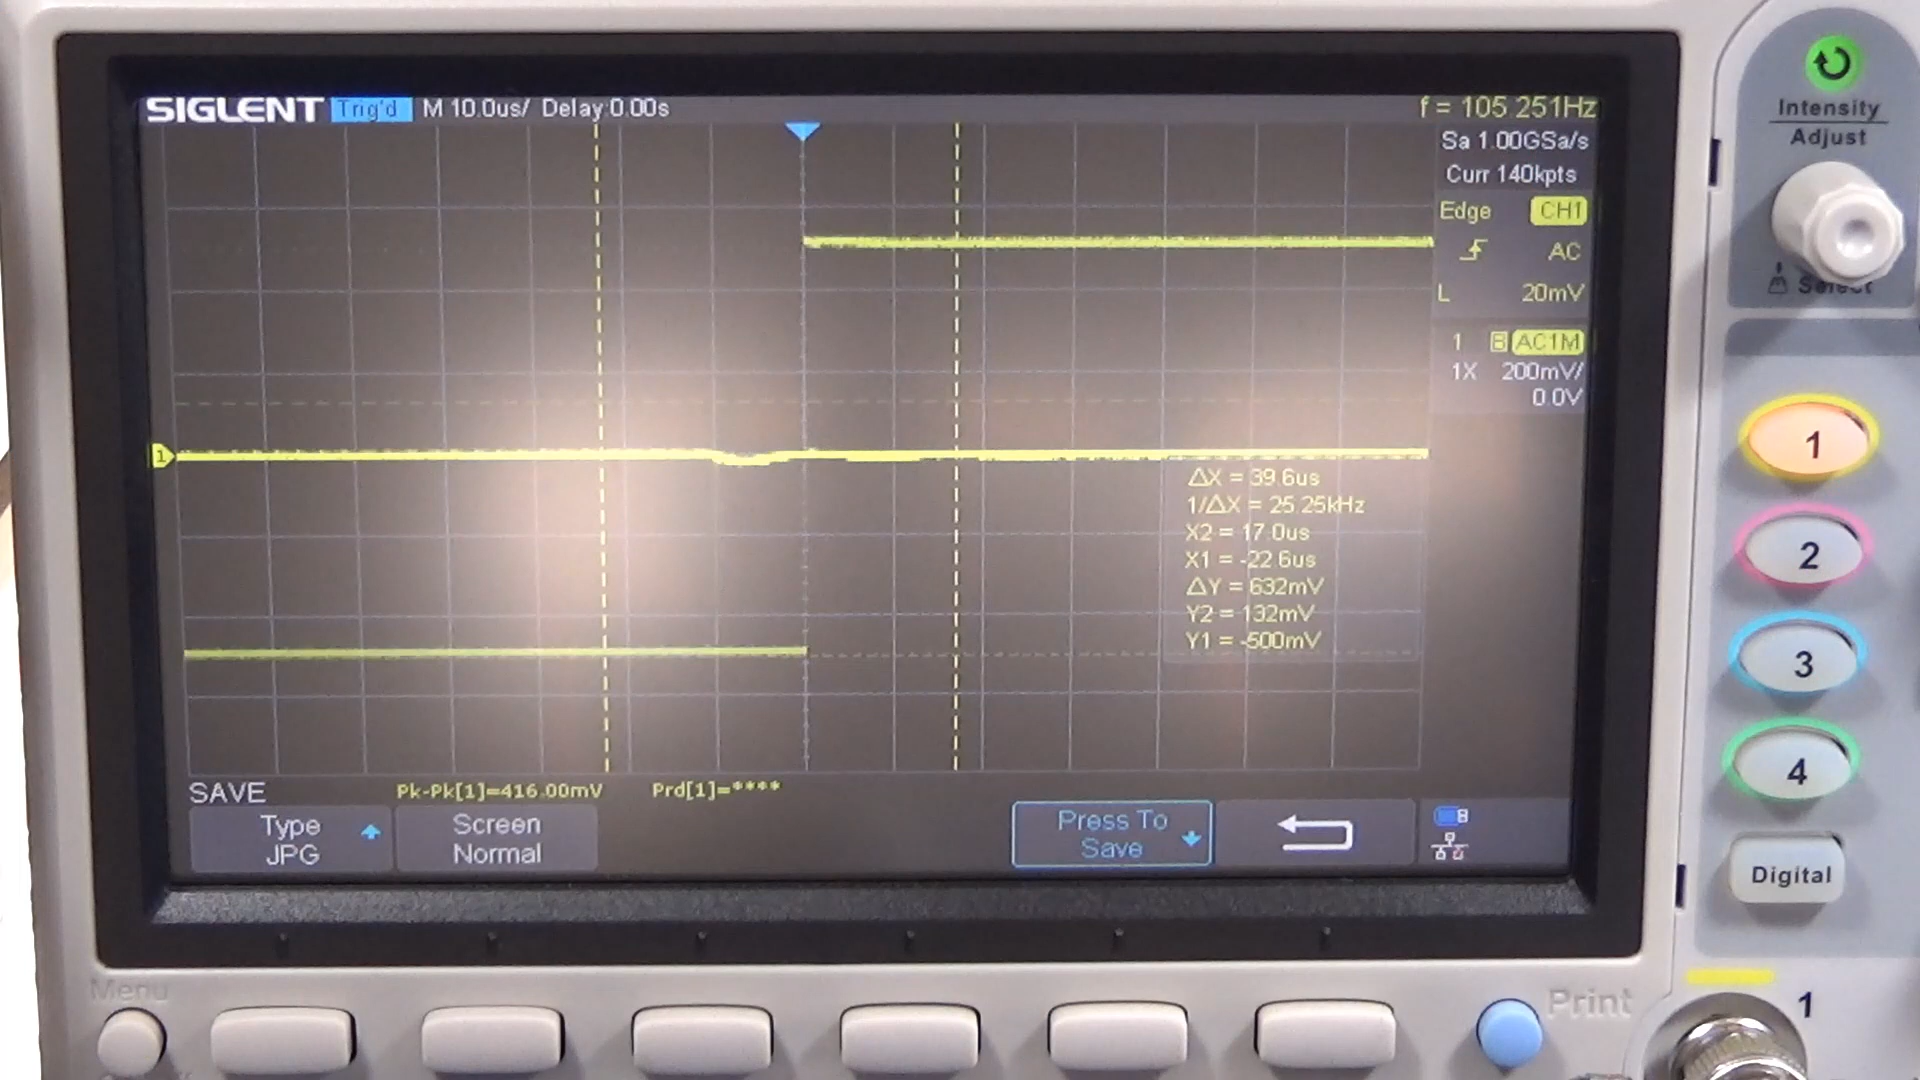 SIGLENT Trig'd M 10.0us/ Delay:0.00s f = 105.251Hz
Sa 1.00GSa/s
Curr 140kpts
Edge CH1
AC
L 20mV
1 B AC1M
1X 200mV/
0.0V
1
ΔX = 39.6us
1/ΔX = 25.25kHz
X2 = 17.0us
X1 = -22.6us
ΔY = 632mV
Y2 = 132mV
Y1 = -500mV
SAVE Pk-Pk[1]=416.00mV Prd[1]=****
Type
JPG
Screen
Normal
Press To
Save
Intensity
Adjust
Select
1
2
3
4
Digital
Menu
Print
1